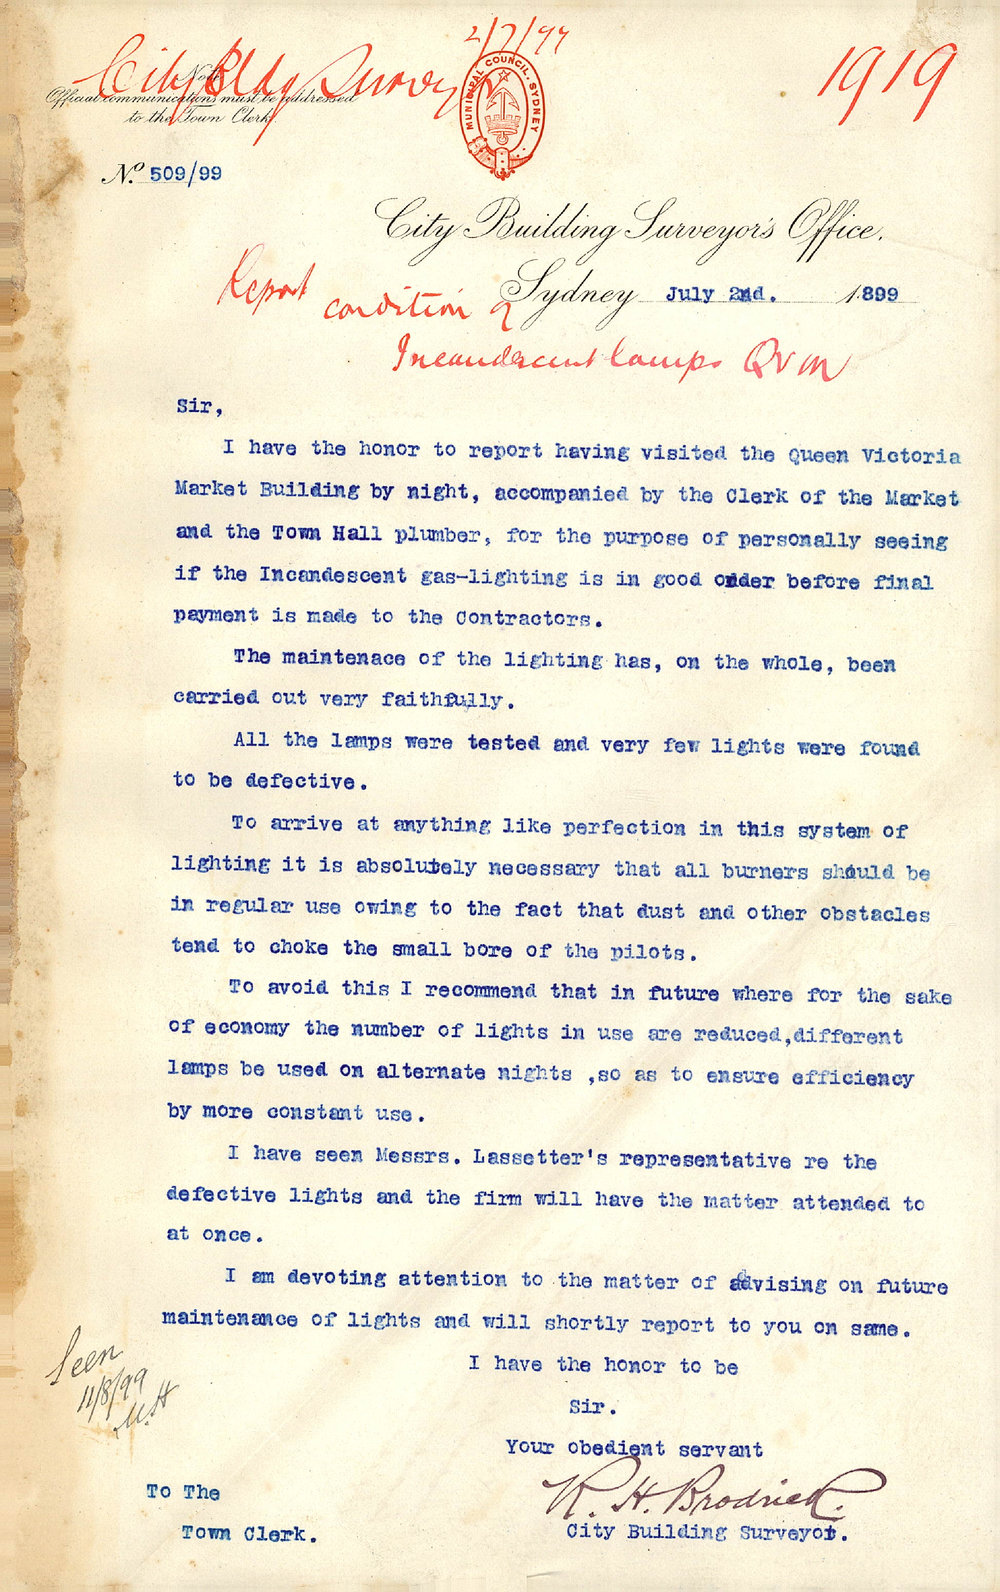 2/7/99
City Bldg Survey
1919
Note
Official communications must be addressed
to the Town Clerk.
MUNICIPAL COUNCIL. SYDNEY
No. 509/99
City Building Surveyor's Office.
Sydney July 2nd. 1899
Report
condition of
Incandescent lamps QVM
Sir,
I have the honor to report having visited the Queen Victoria
Market Building by night, accompanied by the Clerk of the Market
and the Town Hall plumber, for the purpose of personally seeing
if the Incandescent gas-lighting is in good order before final
payment is made to the Contractors.
The maintenace of the lighting has, on the whole, been
carried out very faithfully.
All the lamps were tested and very few lights were found
to be defective.
To arrive at anything like perfection in this system of
lighting it is absolutely necessary that all burners should be
in regular use owing to the fact that dust and other obstacles
tend to choke the small bore of the pilots.
To avoid this I recommend that in future where for the sake
of economy the number of lights in use are reduced,different
lamps be used on alternate nights ,so as to ensure efficiency
by more constant use.
I have seen Messrs. Lassetter's representative re the
defective lights and the firm will have the matter attended to
at once.
I am devoting attention to the matter of advising on future
maintenance of lights and will shortly report to you on same.
I have the honor to be
Sir.
Your obedient servant
R. H. Brodrick.
City Building Surveyor.
To The
Town Clerk.
Seen
11/8/99